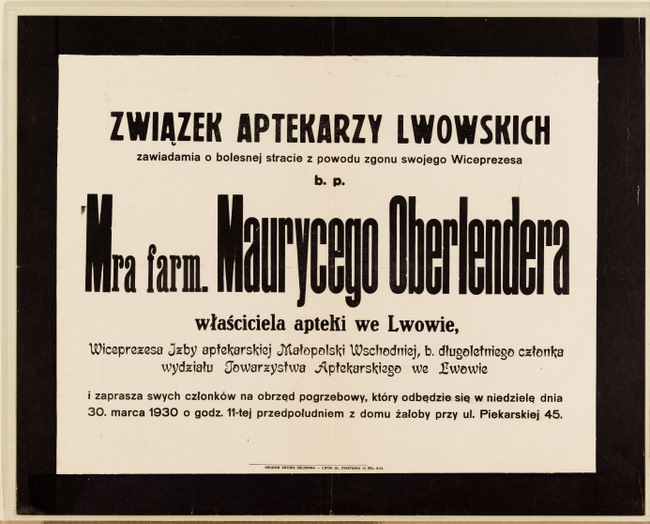 ZWIĄZEK APTEKARZY LWOWSKICH
zawiadamia o bolesnej stracie z powodu zgonu swojego Wiceprezesa
b. p.
Mra farm. Maurycego Oberlendera
właściciela apteki we Lwowie,
Wiceprezesa Izby aptekarskiej Małopolski Wschodniej, b. długoletniego członka
wydziału Towarzystwa Aptekarskiego we Lwowie
i zaprasza swych członków na obrzęd pogrzebowy, który odbędzie się w niedzielę dnia
30. marca 1930 o godz. 11-tej przedpołudniem z domu żałoby przy ul. Piekarskiej 45.